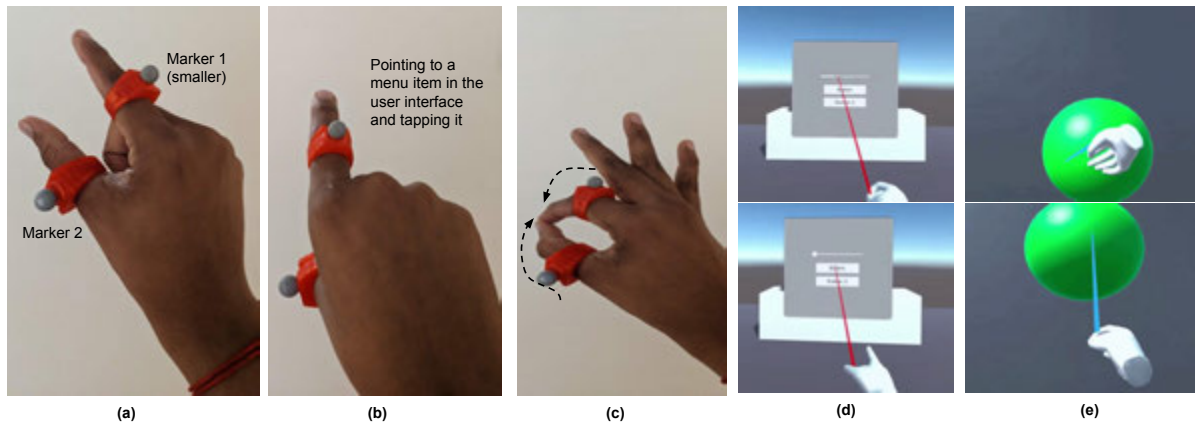 Marker 1
(smaller)
Marker 2
Pointing to a
menu item in the
user interface
and tapping it
(a)
(b)
(c)
(d)
(e)